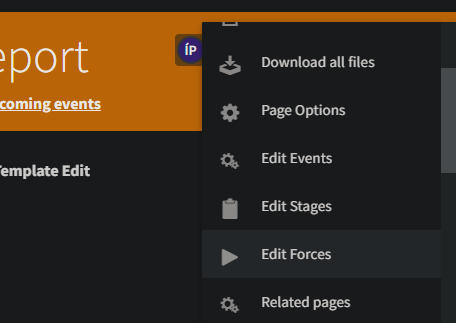 eport
ÍP
coming events
Template Edit
Download all files
Page Options
Edit Events
Edit Stages
Edit Forces
Related pages